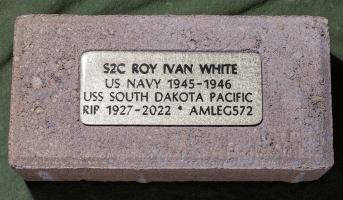 S2C ROY IVAN WHITE
US NAVY 1945-1946
USS SOUTH DAKOTA PACIFIC
RIP 1927-2022 * AMLEG572